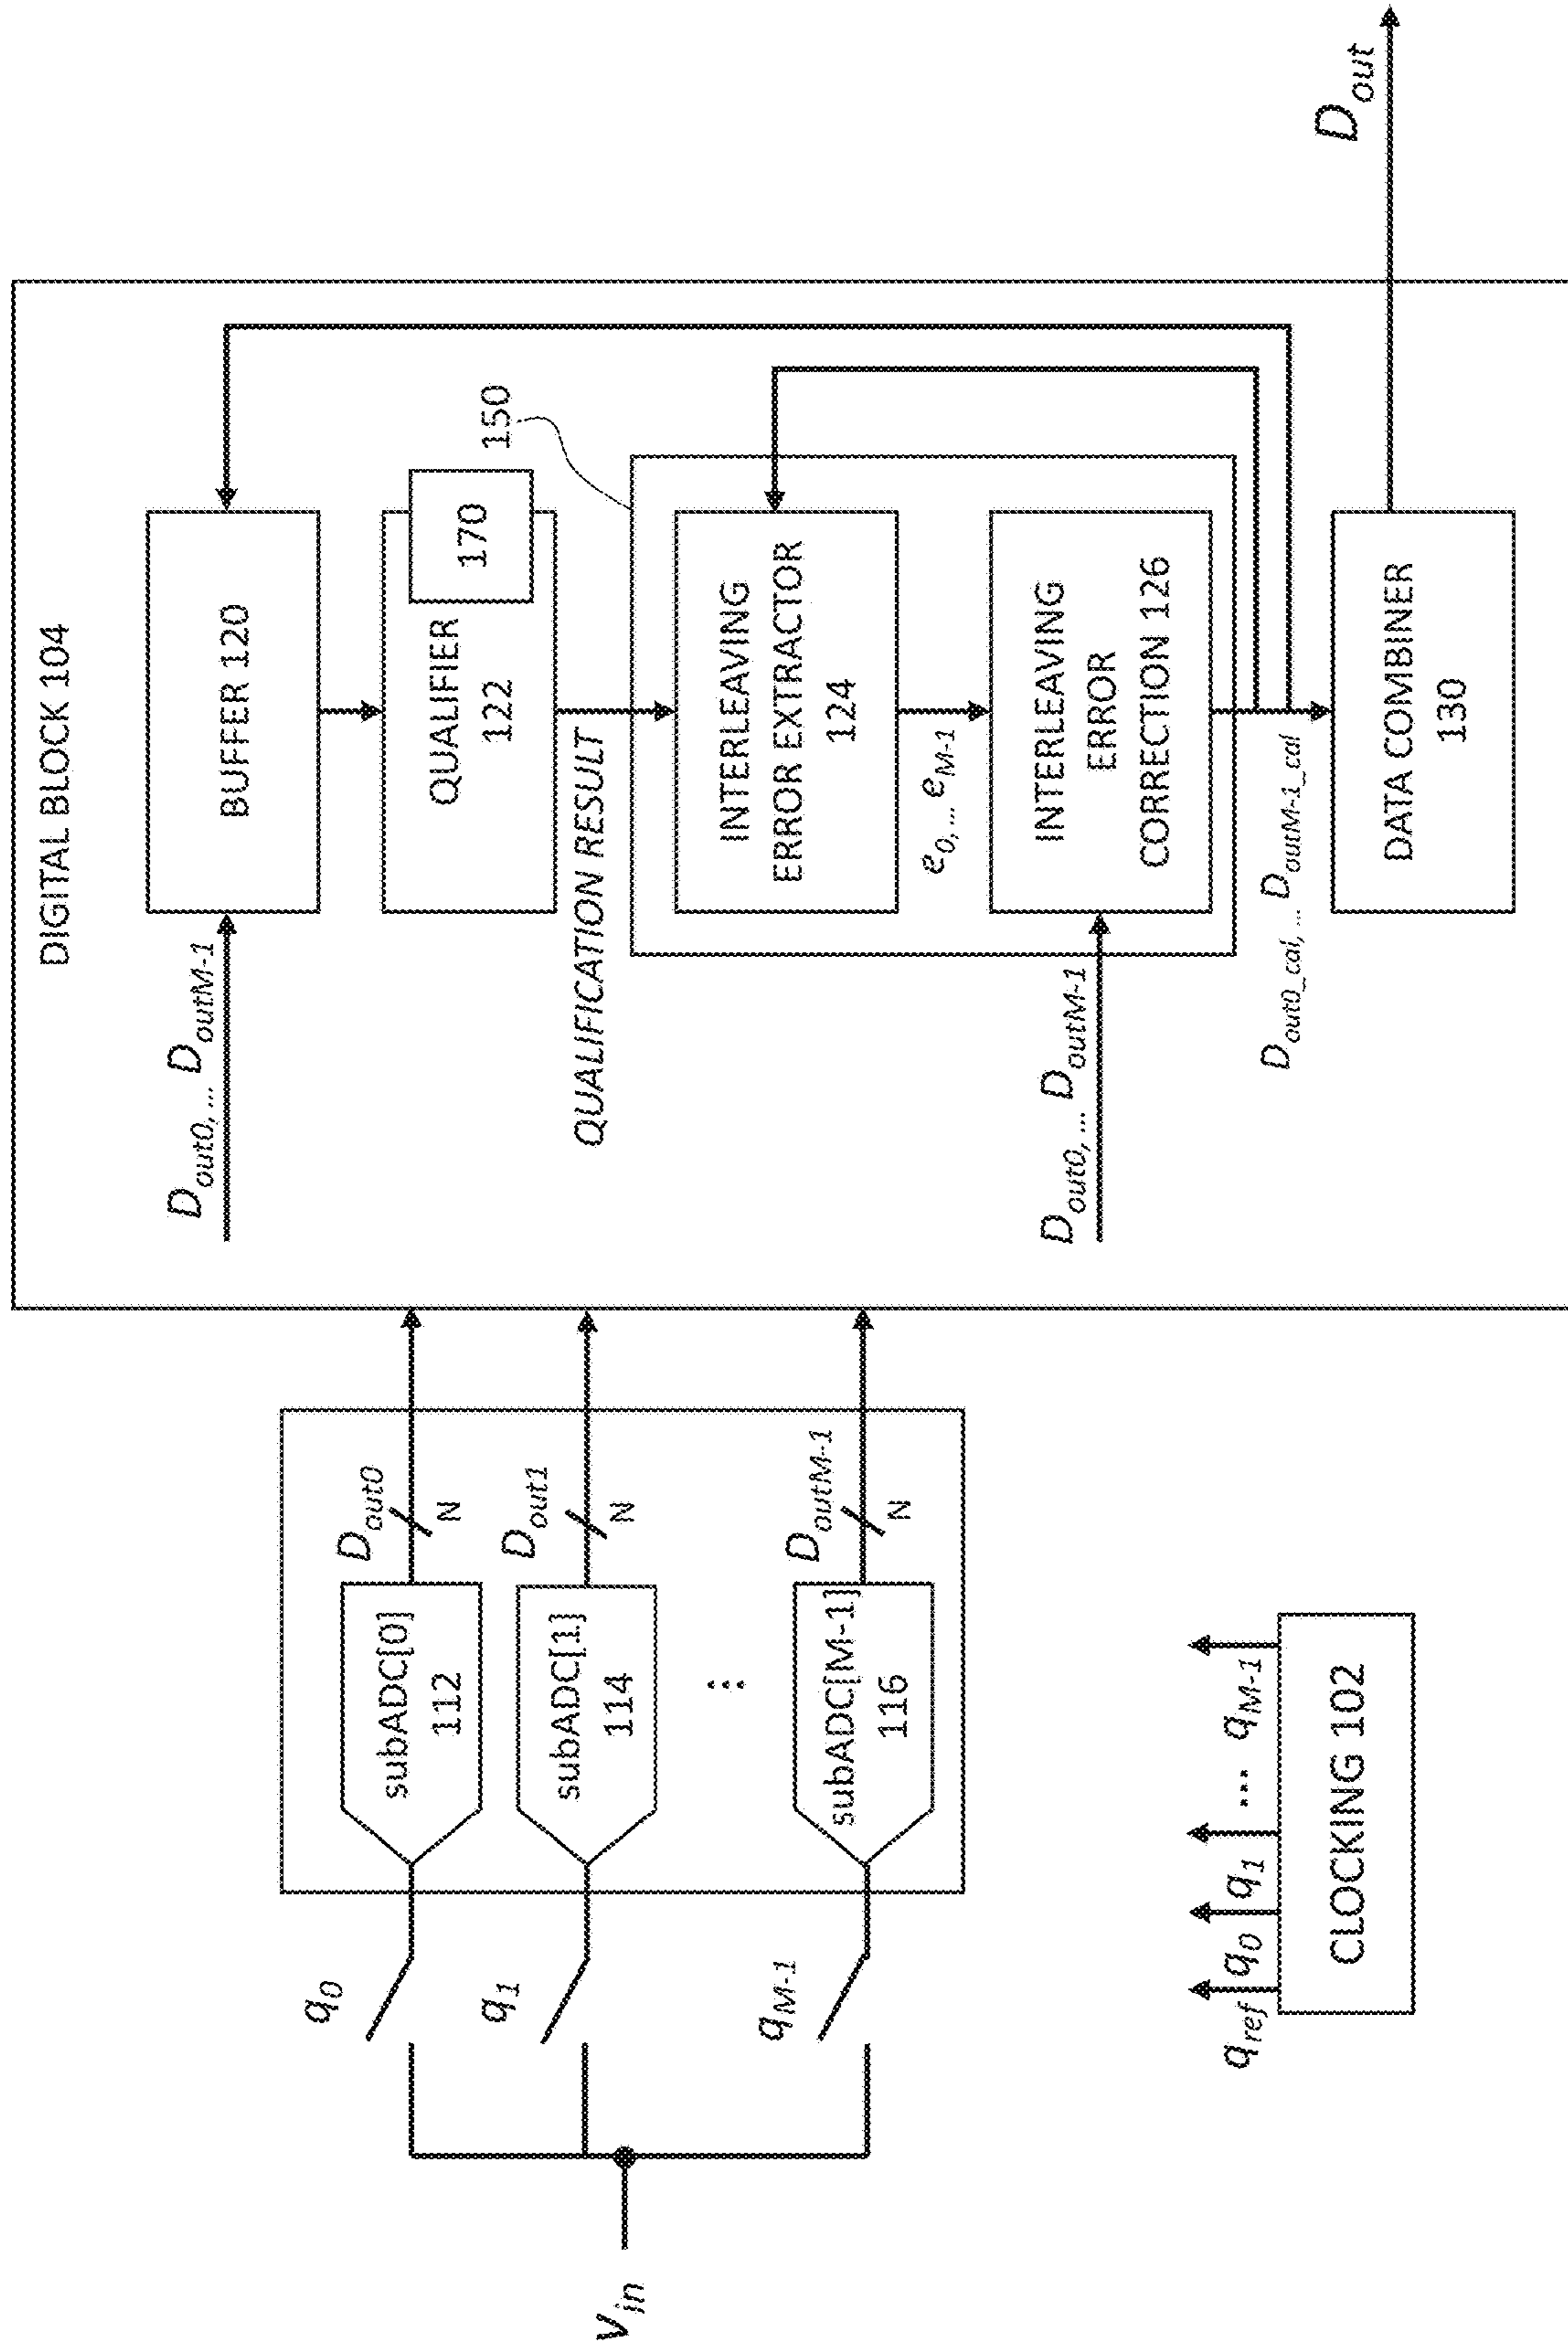 DIGITAL BLOCK 104
D_out0, ... D_outM-1
BUFFER 120
QUALIFIER
122
170
150
QUALIFICATION RESULT
INTERLEAVING
ERROR EXTRACTOR
124
e_0, ... e_M-1
D_out0, ... D_outM-1
INTERLEAVING
ERROR
CORRECTION 126
D_out0_cal, ... D_outM-1_cal
DATA COMBINER
130
D_out
v_in
q_0
q_1
q_M-1
subADC[0]
112
D_out0
N
subADC[1]
114
D_out1
N
⋮
subADC[M-1]
116
D_outM-1
N
q_ref q_0 q_1 ... q_M-1
CLOCKING 102